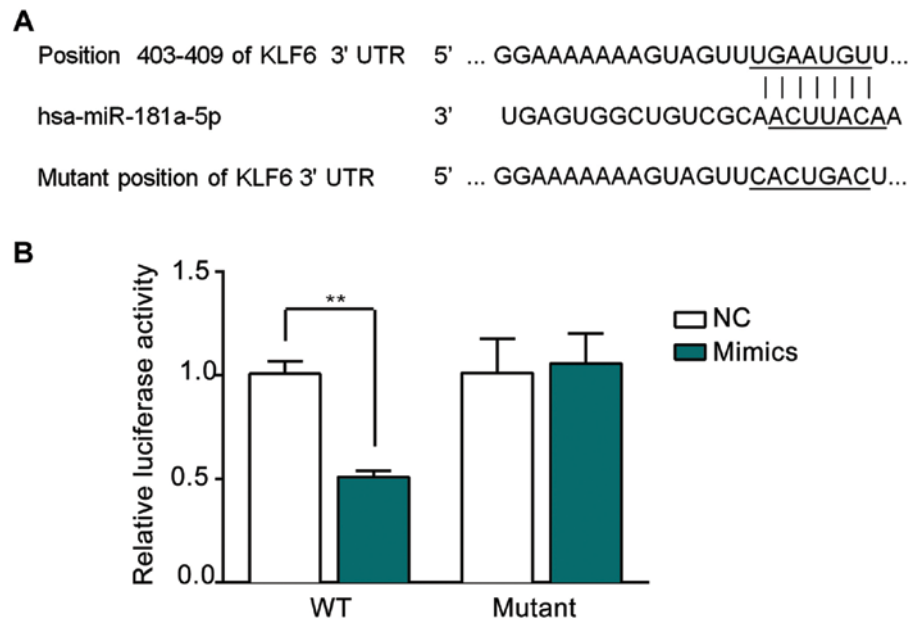 A
Position 403-409 of KLF6 3' UTR 5' ... GGAAAAAAAGUAGUUUGAAUGUU...
hsa-miR-181a-5p 3' UGAGUGGCUGUCGCAACUUACAA
Mutant position of KLF6 3' UTR 5' ... GGAAAAAAAGUAGUUCACUGACU...
B
Relative luciferase activity
1.5
1.0
0.5
0.0
**
NC
Mimics
WT Mutant